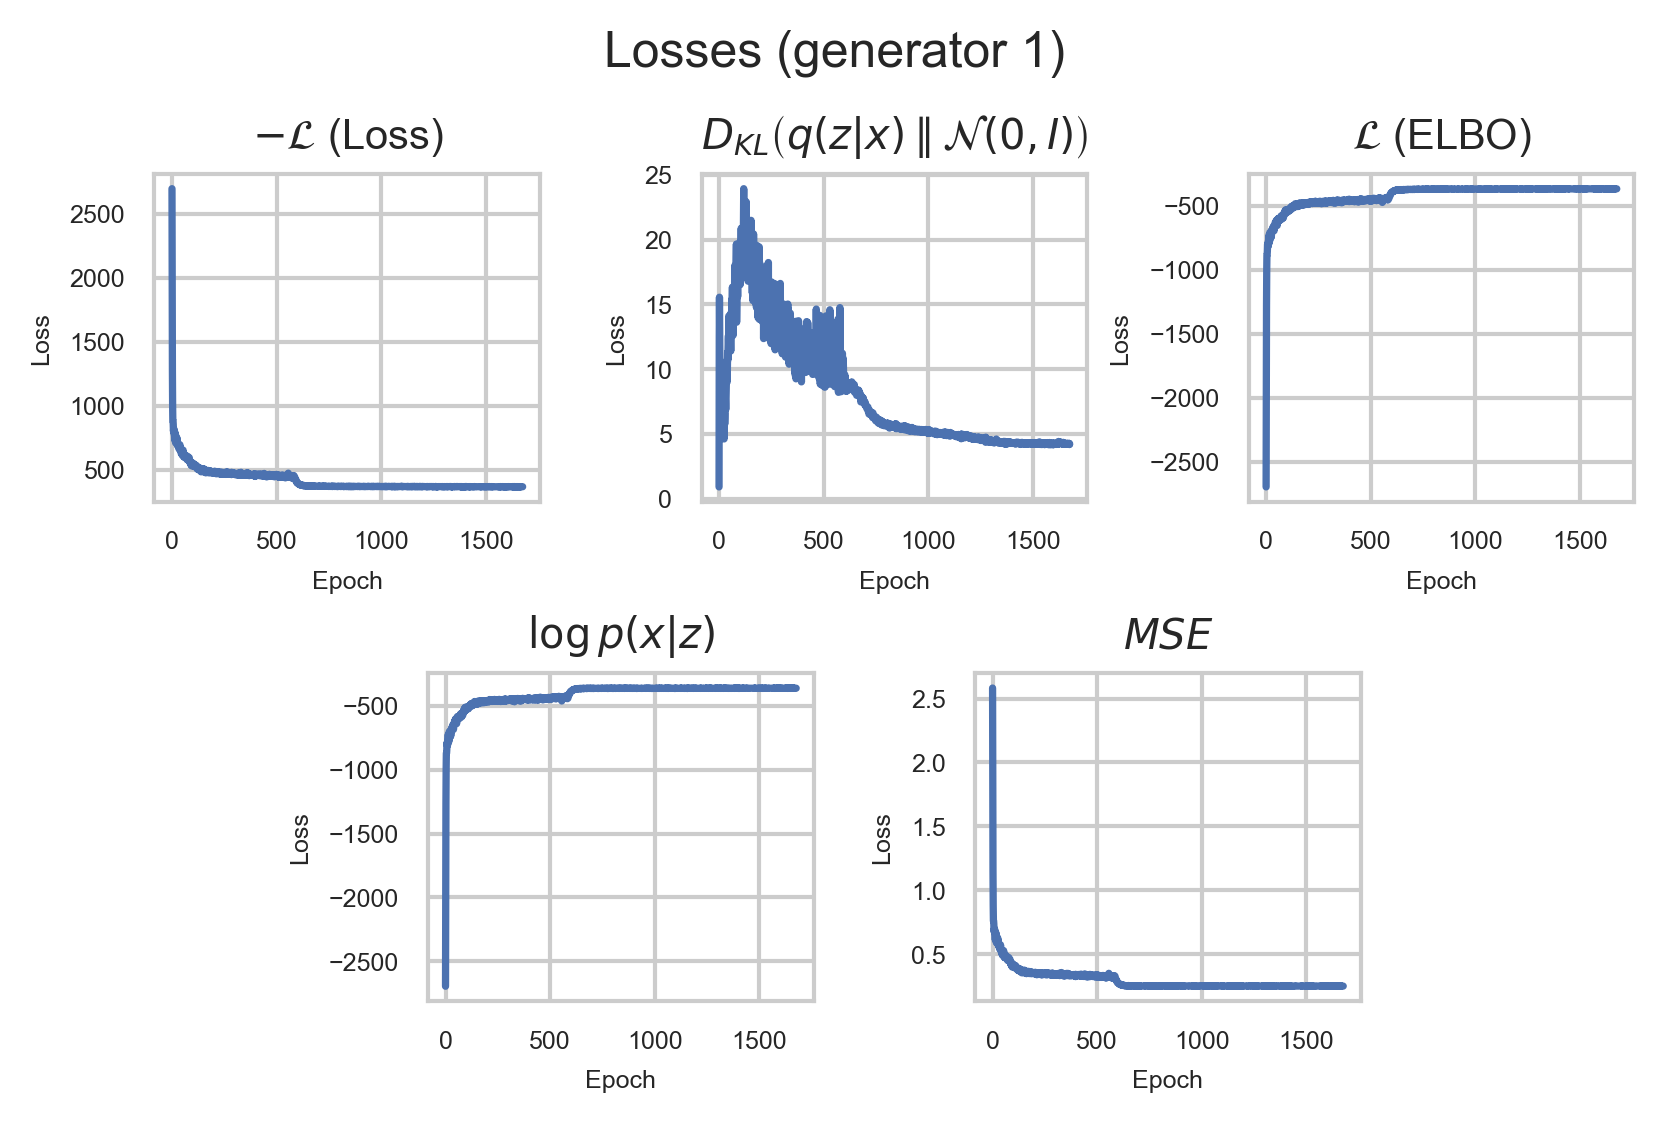 Losses (generator 1)
−ℒ (Loss)
2500
2000
1500
1000
500
Loss
0 500 1000 1500
Epoch
D_{KL}(q(z|x) ∥ 𝒩(0, I))
25
20
15
10
5
0
Loss
0 500 1000 1500
Epoch
ℒ (ELBO)
−500
−1000
−1500
−2000
−2500
Loss
0 500 1000 1500
Epoch
log p(x|z)
−500
−1000
−1500
−2000
−2500
Loss
0 500 1000 1500
Epoch
MSE
2.5
2.0
1.5
1.0
0.5
Loss
0 500 1000 1500
Epoch